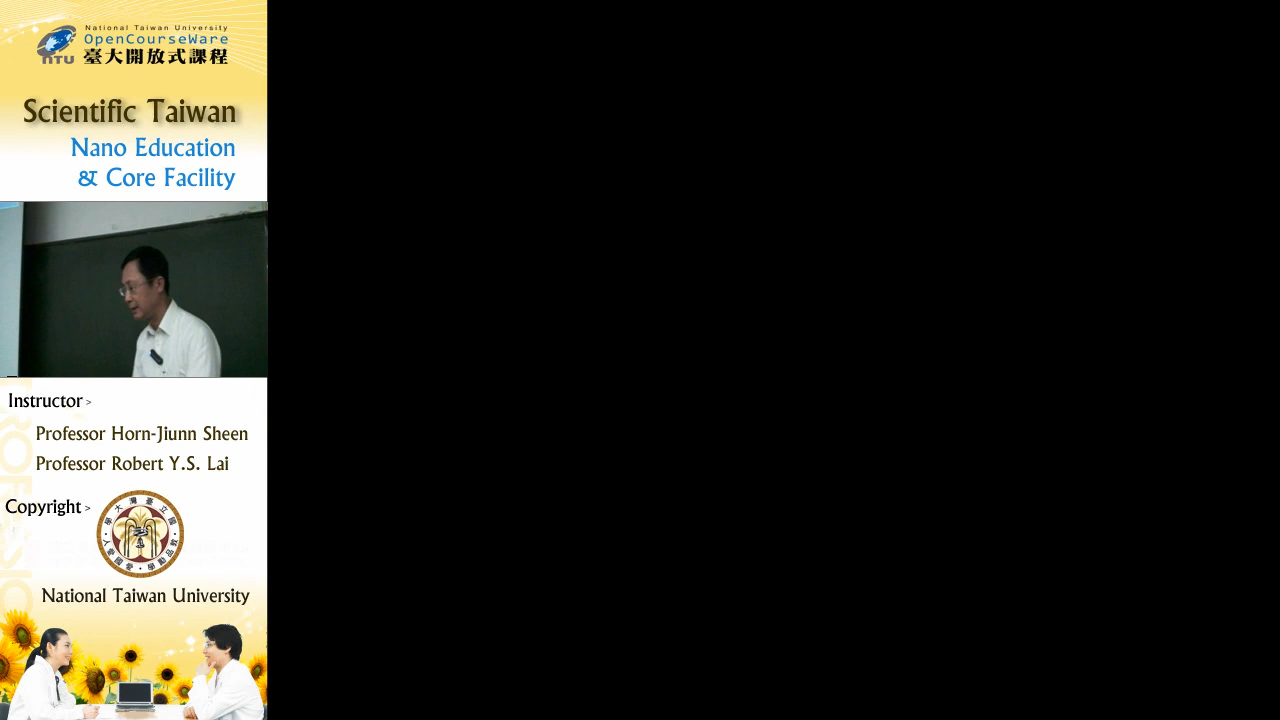 National Taiwan University
OpenCourseWare
NTU 臺大開放式課程
Scientific Taiwan
Nano Education
& Core Facility
Instructor >
Professor Horn-Jiunn Sheen
Professor Robert Y.S. Lai
Copyright >
National Taiwan University